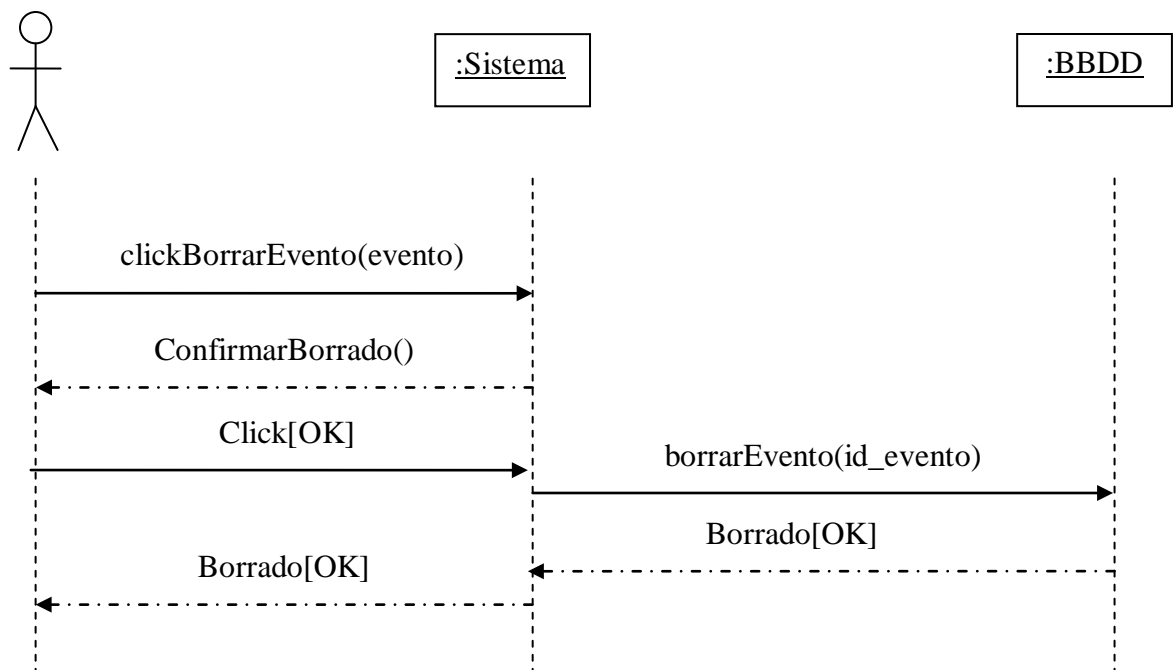 :Sistema
:BBDD
clickBorrarEvento(evento)
ConfirmarBorrado()
Click[OK]
borrarEvento(id_evento)
Borrado[OK]
Borrado[OK]